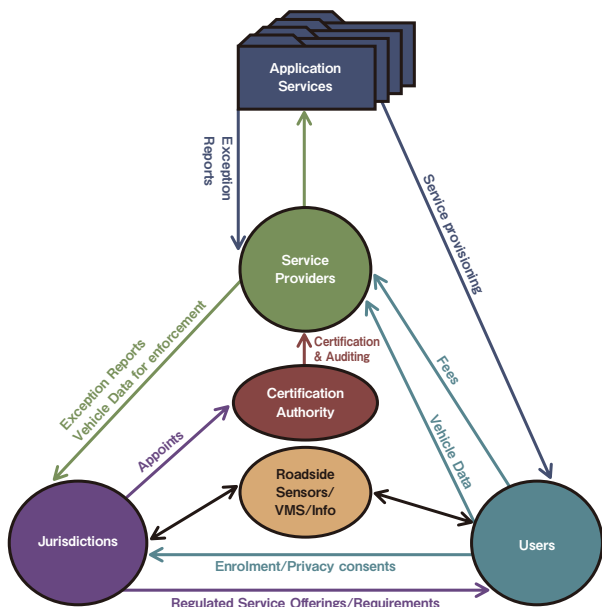 Application
Services
Exception
Reports
Service provisioning
Service
Providers
Certification
& Auditing
Exception Reports
Vehicle Data for enforcement
Fees
Certification
Authority
Appoints
Vehicle Data
Roadside
Sensors/
VMS/Info
Jurisdictions
Users
Enrolment/Privacy consents
Regulated Service Offerings/Requirements